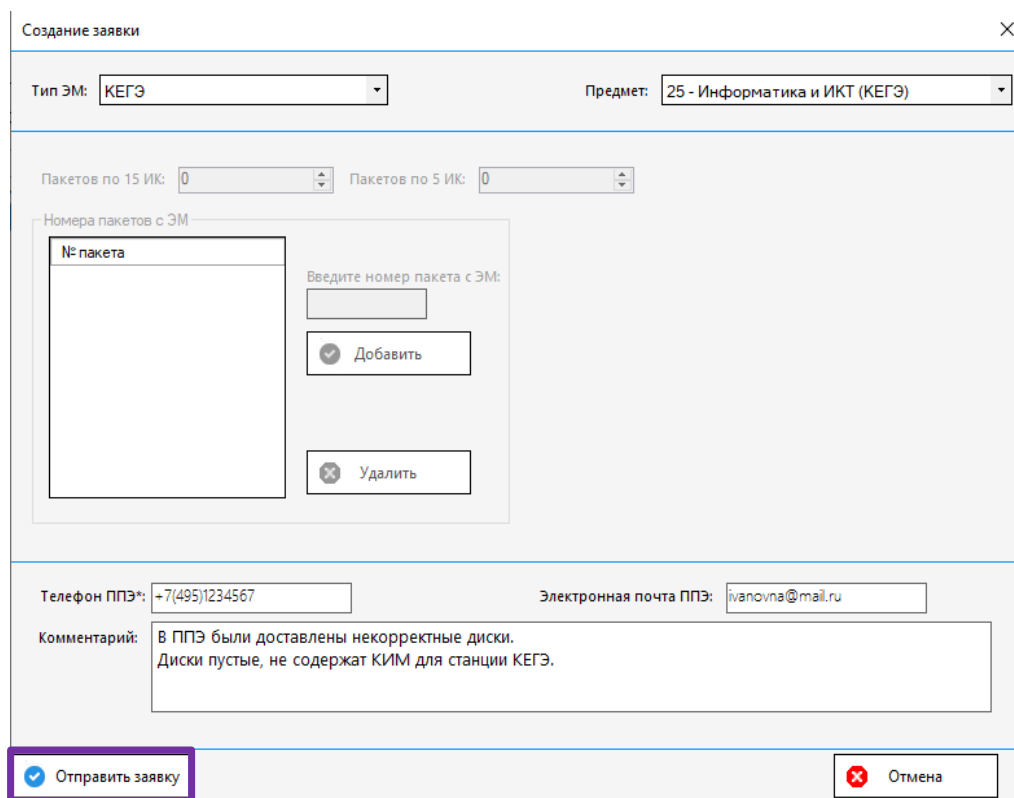 Создание заявки
Тип ЭМ: КЕГЭ Предмет: 25 - Информатика и ИКТ (КЕГЭ)
Пакетов по 15 ИК: 0 Пакетов по 5 ИК: 0
Номера пакетов с ЭМ
№ пакета
Введите номер пакета с ЭМ:
Добавить
Удалить
Телефон ППЭ*: +7(495)1234567 Электронная почта ППЭ: ivanovna@mail.ru
Комментарий: В ППЭ были доставлены некорректные диски.
Диски пустые, не содержат КИМ для станции КЕГЭ.
Отправить заявку Отмена